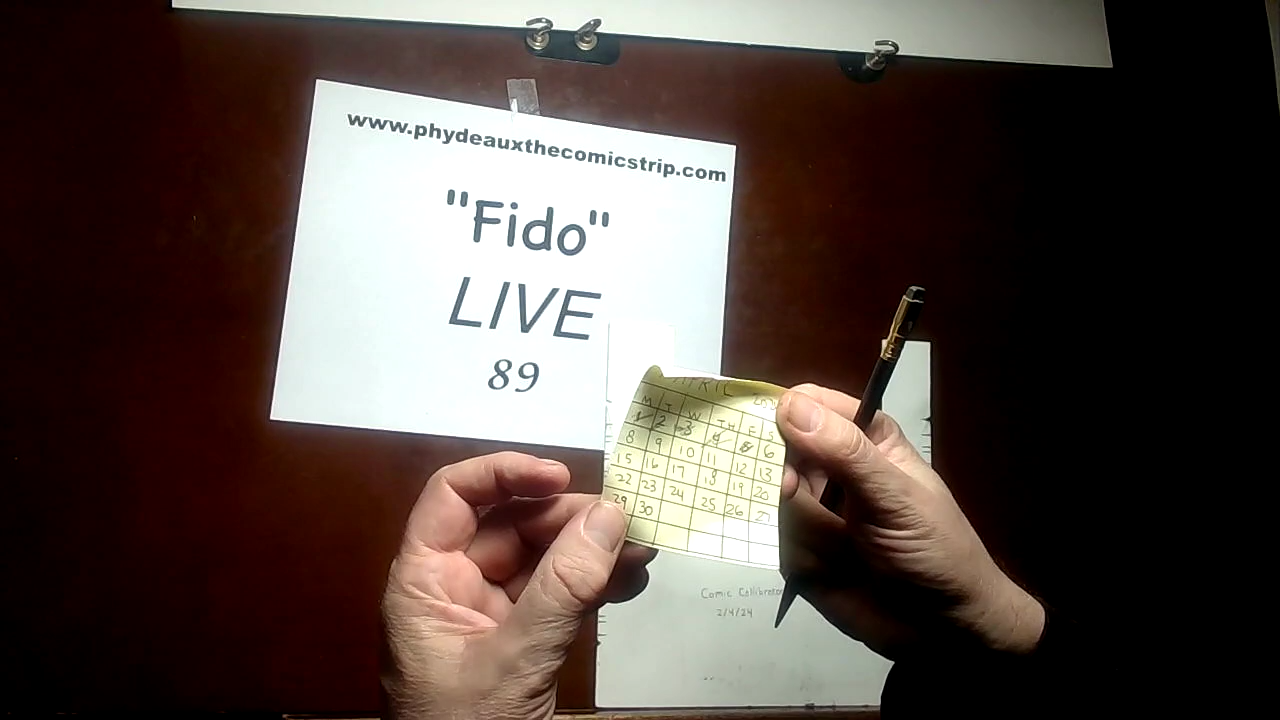 www.phydeauxthecomicstrip.com
"Fido"
LIVE
89
APRIL
M T W TH F S
1 2 3 4 5 6
8 9 10 11 12 13
15 16 17 18 19 20
22 23 24 25 26 27
29 30
Comic Collibrator
2/4/24